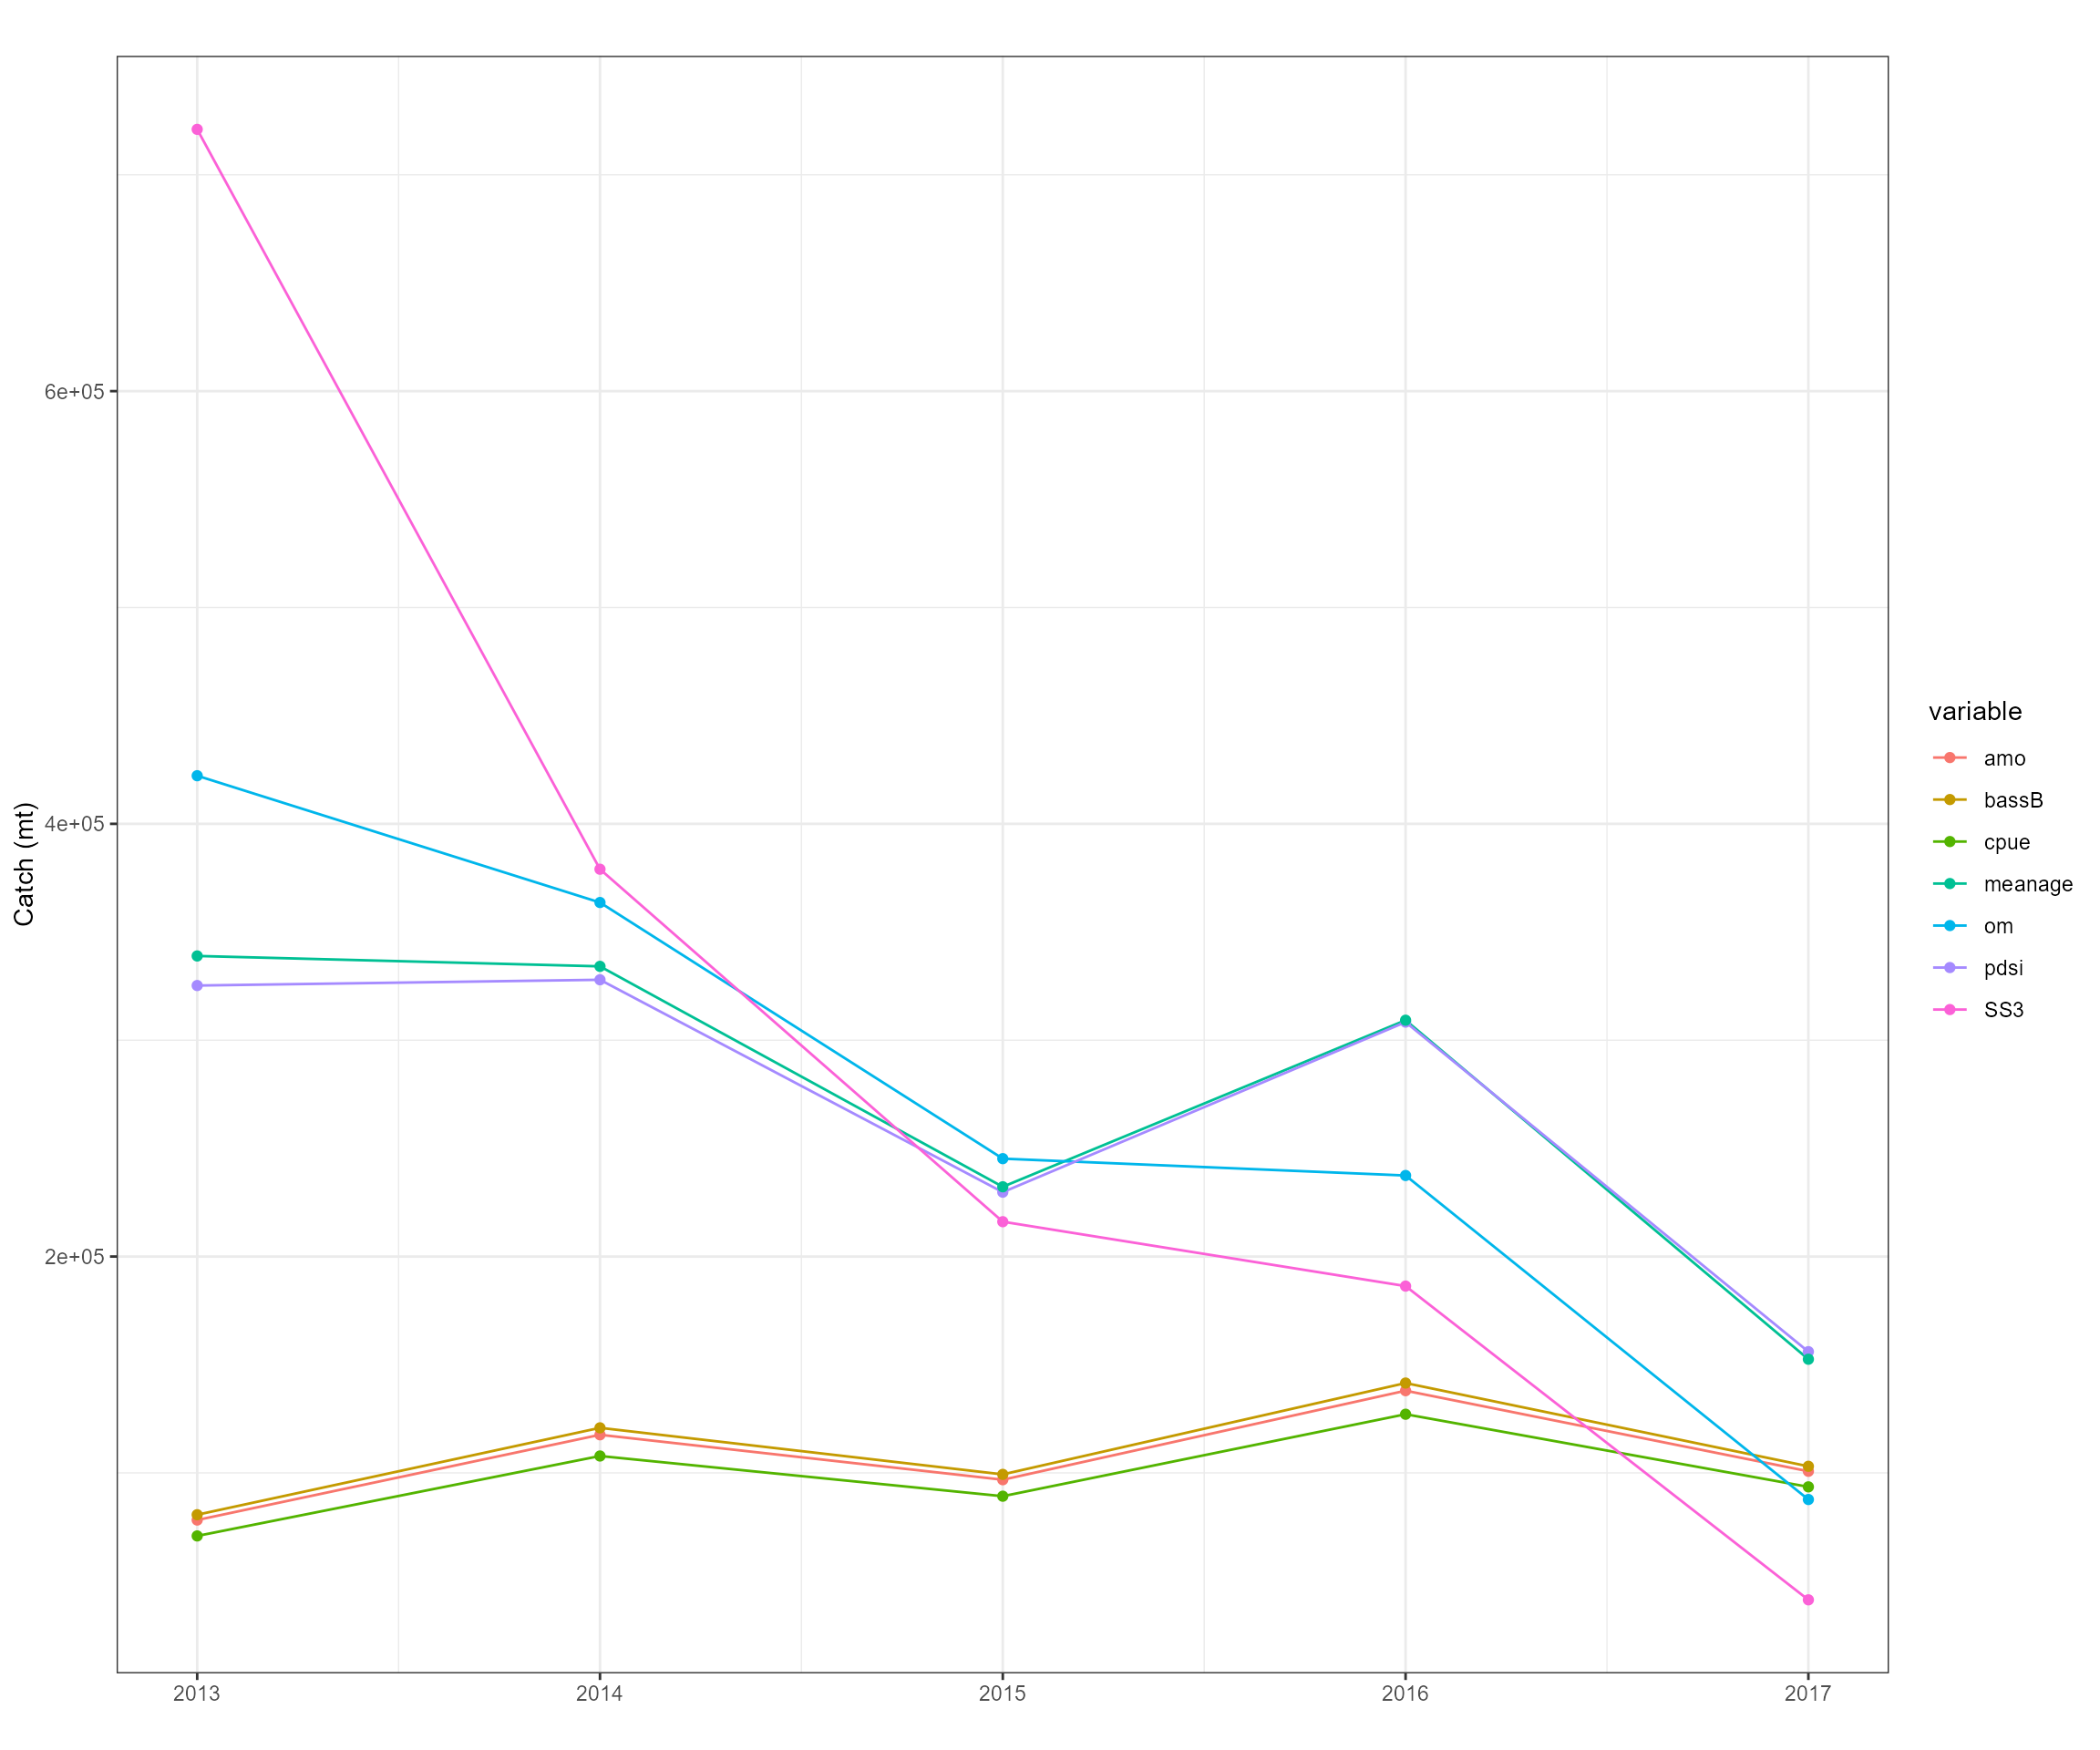 Catch (mt)
6e+05
4e+05
2e+05
2013 2014 2015 2016 2017
variable
amo
bassB
cpue
meanage
om
pdsi
SS3